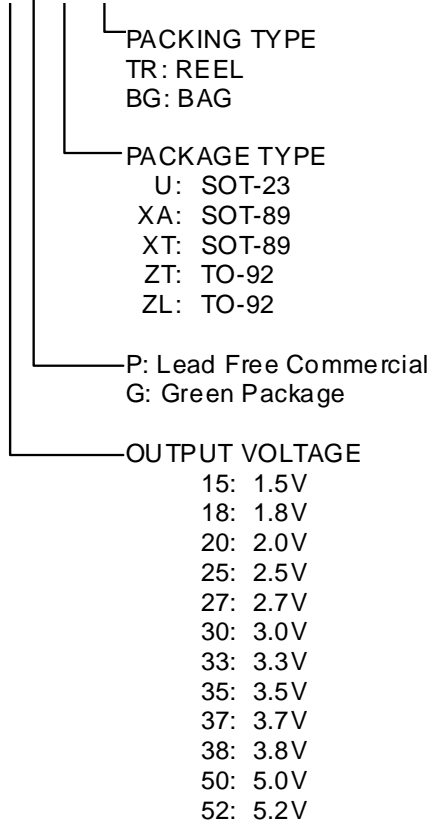 PACKING TYPE
TR: REEL
BG: BAG
PACKAGE TYPE
U: SOT-23
XA: SOT-89
XT: SOT-89
ZT: TO-92
ZL: TO-92
P: Lead Free Commercial
G: Green Package
OUTPUT VOLTAGE
15: 1.5V
18: 1.8V
20: 2.0V
25: 2.5V
27: 2.7V
30: 3.0V
33: 3.3V
35: 3.5V
37: 3.7V
38: 3.8V
50: 5.0V
52: 5.2V